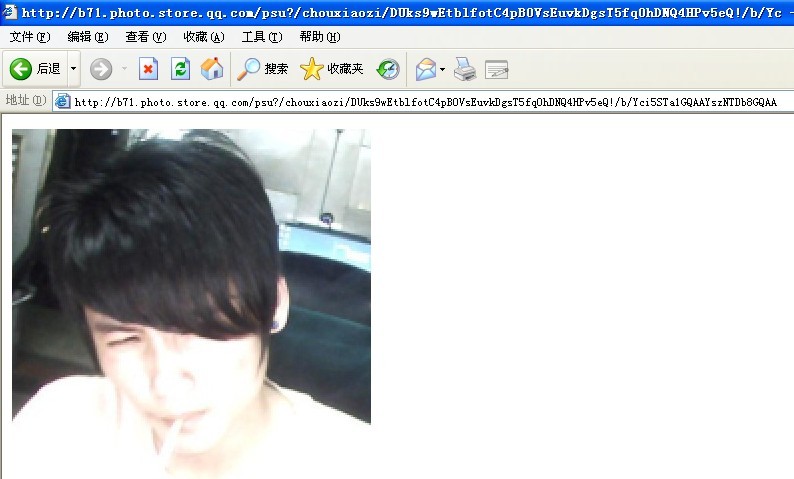 http://b71.photo.store.qq.com/psu?/chouxiaozi/DUks9wEtblfotC4pBOVsEuvkDgsT5fqOhDNQ4HPv5eQ!/b/Yc -
文件(F) 编辑(E) 查看(V) 收藏(A) 工具(T) 帮助(H)
后退 搜索 收藏夹
地址(D) http://b71.photo.store.qq.com/psu?/chouxiaozi/DUks9wEtblfotC4pBOVsEuvkDgsT5fqOhDNQ4HPv5eQ!/b/Yci5STa1GQAAYszNTDb8GQAA